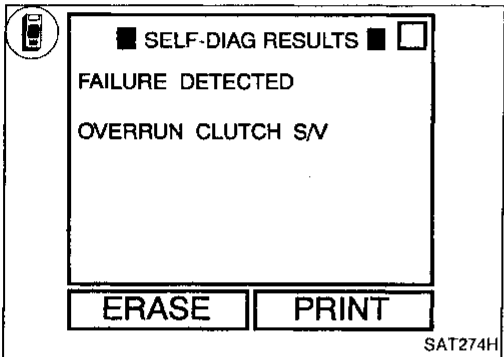 ■ SELF-DIAG RESULTS ■ □
FAILURE DETECTED
OVERRUN CLUTCH S/V
ERASE PRINT
SAT274H